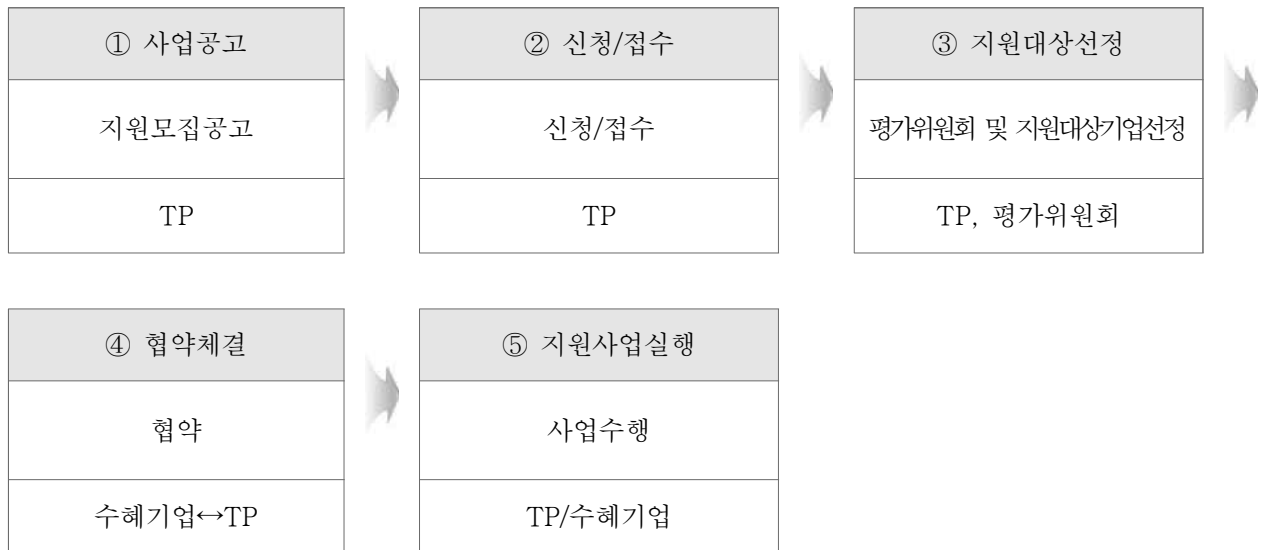 ① 사업공고
지원모집공고
TP
② 신청/접수
신청/접수
TP
③ 지원대상선정
평가위원회 및 지원대상기업선정
TP, 평가위원회
④ 협약체결
협약
수혜기업↔TP
⑤ 지원사업실행
사업수행
TP/수혜기업